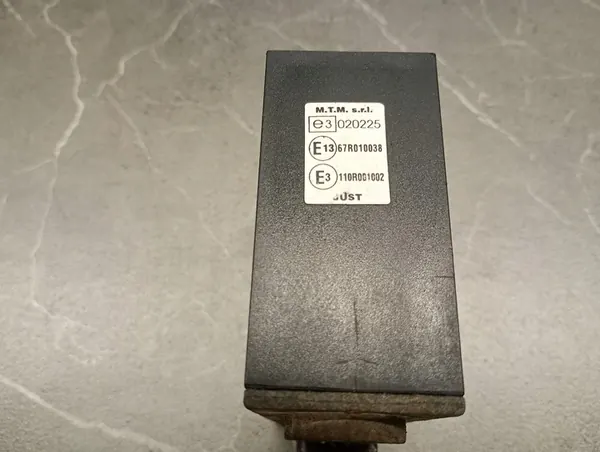 M.T.M. s.r.l.
e3 020225
E13 67R010038
E3 110R001002
JUST